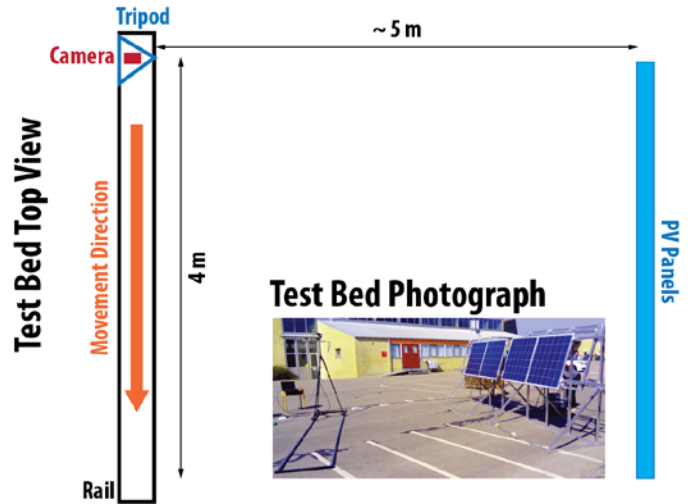 Tripod
~ 5 m
Camera
Test Bed Top View
Movement Direction
4 m
PV Panels
Test Bed Photograph
Rail